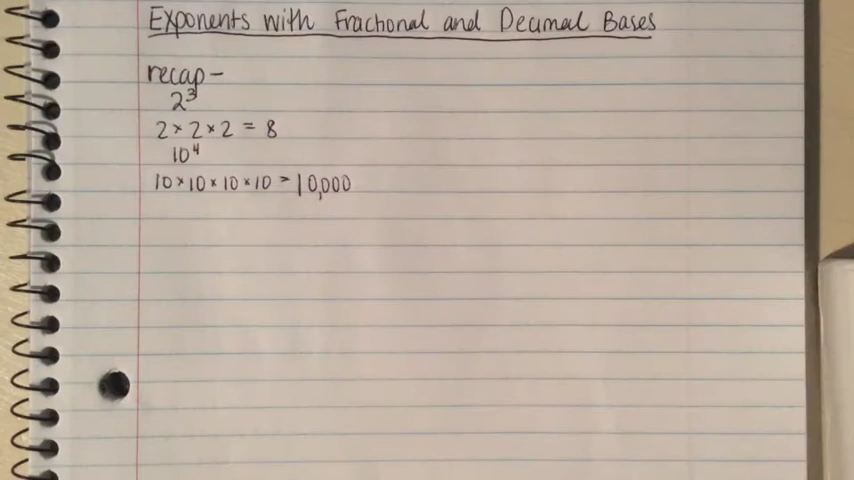 Exponents with Fractional and Decimal Bases
recap-
2³
2 × 2 × 2 = 8
10⁴
10 × 10 × 10 × 10 = 10,000